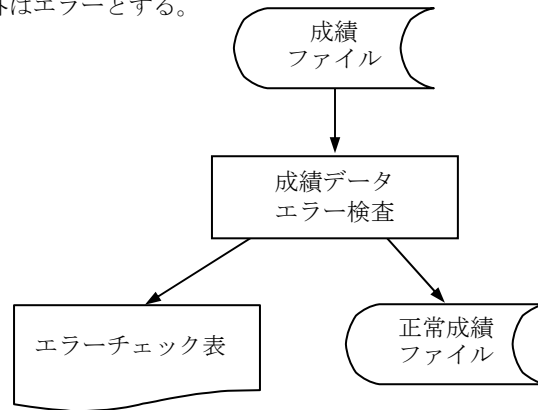 はエラーとする。
成績
ファイル
成績データ
エラー検査
エラーチェック表
正常成績
ファイル